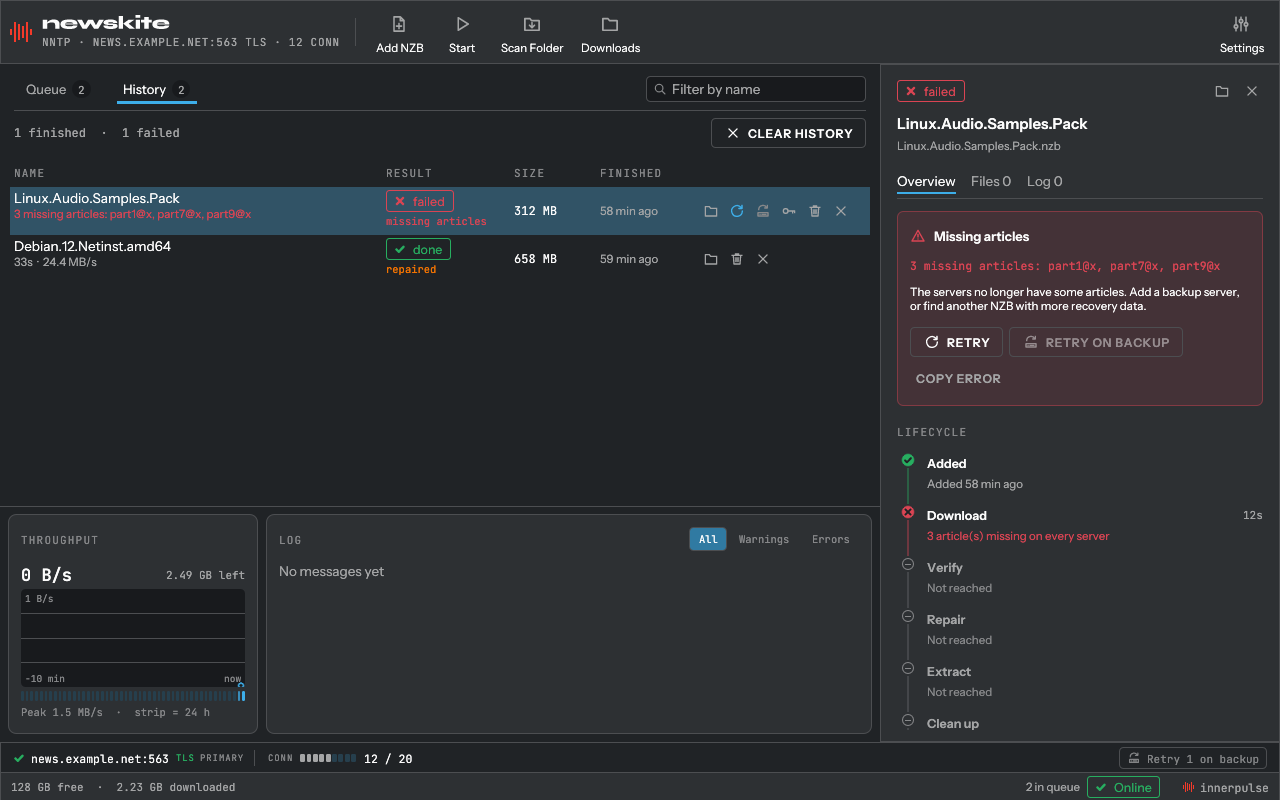 newskite
NNTP · NEWS.EXAMPLE.NET:563 TLS · 12 CONN
Add NZB
Start
Scan Folder
Downloads
Settings
Queue 2
History 2
Filter by name
1 finished · 1 failed
CLEAR HISTORY
NAME RESULT SIZE FINISHED
Linux.Audio.Samples.Pack
3 missing articles: part1@x, part7@x, part9@x
failed
missing articles
312 MB
58 min ago
Debian.12.Netinst.amd64
33s · 24.4 MB/s
done
repaired
658 MB
59 min ago
THROUGHPUT
0 B/s
2.49 GB left
1 B/s
-10 min
now
Peak 1.5 MB/s · strip = 24 h
LOG
All
Warnings
Errors
No messages yet
failed
Linux.Audio.Samples.Pack
Linux.Audio.Samples.Pack.nzb
Overview
Files 0
Log 0
Missing articles
3 missing articles: part1@x, part7@x, part9@x
The servers no longer have some articles. Add a backup server,
or find another NZB with more recovery data.
RETRY
RETRY ON BACKUP
COPY ERROR
LIFECYCLE
Added
Added 58 min ago
Download
12s
3 article(s) missing on every server
Verify
Not reached
Repair
Not reached
Extract
Not reached
Clean up
news.example.net:563 TLS PRIMARY
CONN 12 / 20
Retry 1 on backup
128 GB free · 2.23 GB downloaded
2 in queue
Online
innerpulse